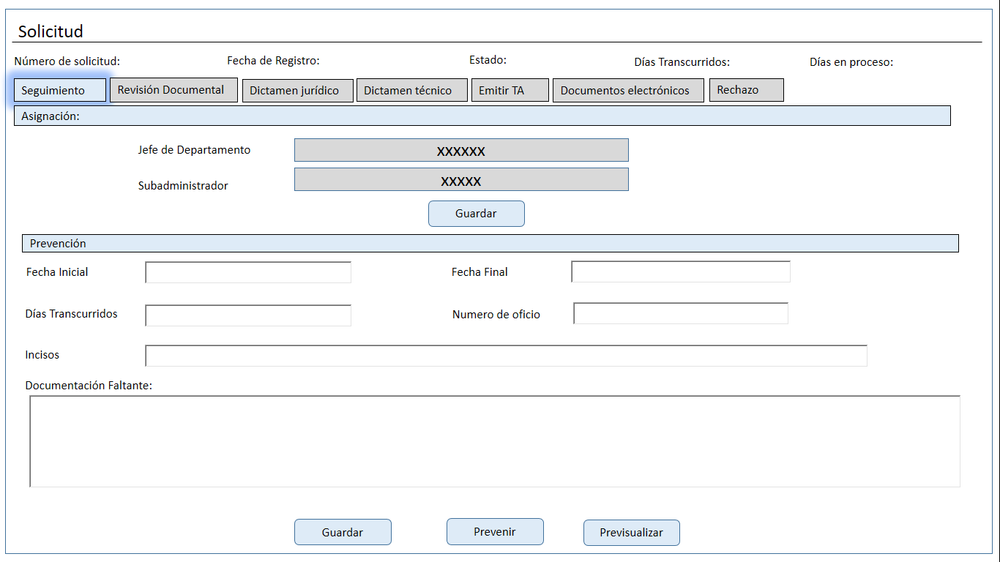 Solicitud
Número de solicitud: Fecha de Registro: Estado: Días Transcurridos: Días en proceso:
Seguimiento Revisión Documental Dictamen jurídico Dictamen técnico Emitir TA Documentos electrónicos Rechazo
Asignación:
Jefe de Departamento XXXXXX
Subadministrador XXXXX
Guardar
Prevención
Fecha Inicial Fecha Final
Días Transcurridos Numero de oficio
Incisos
Documentación Faltante:
Guardar Prevenir Previsualizar